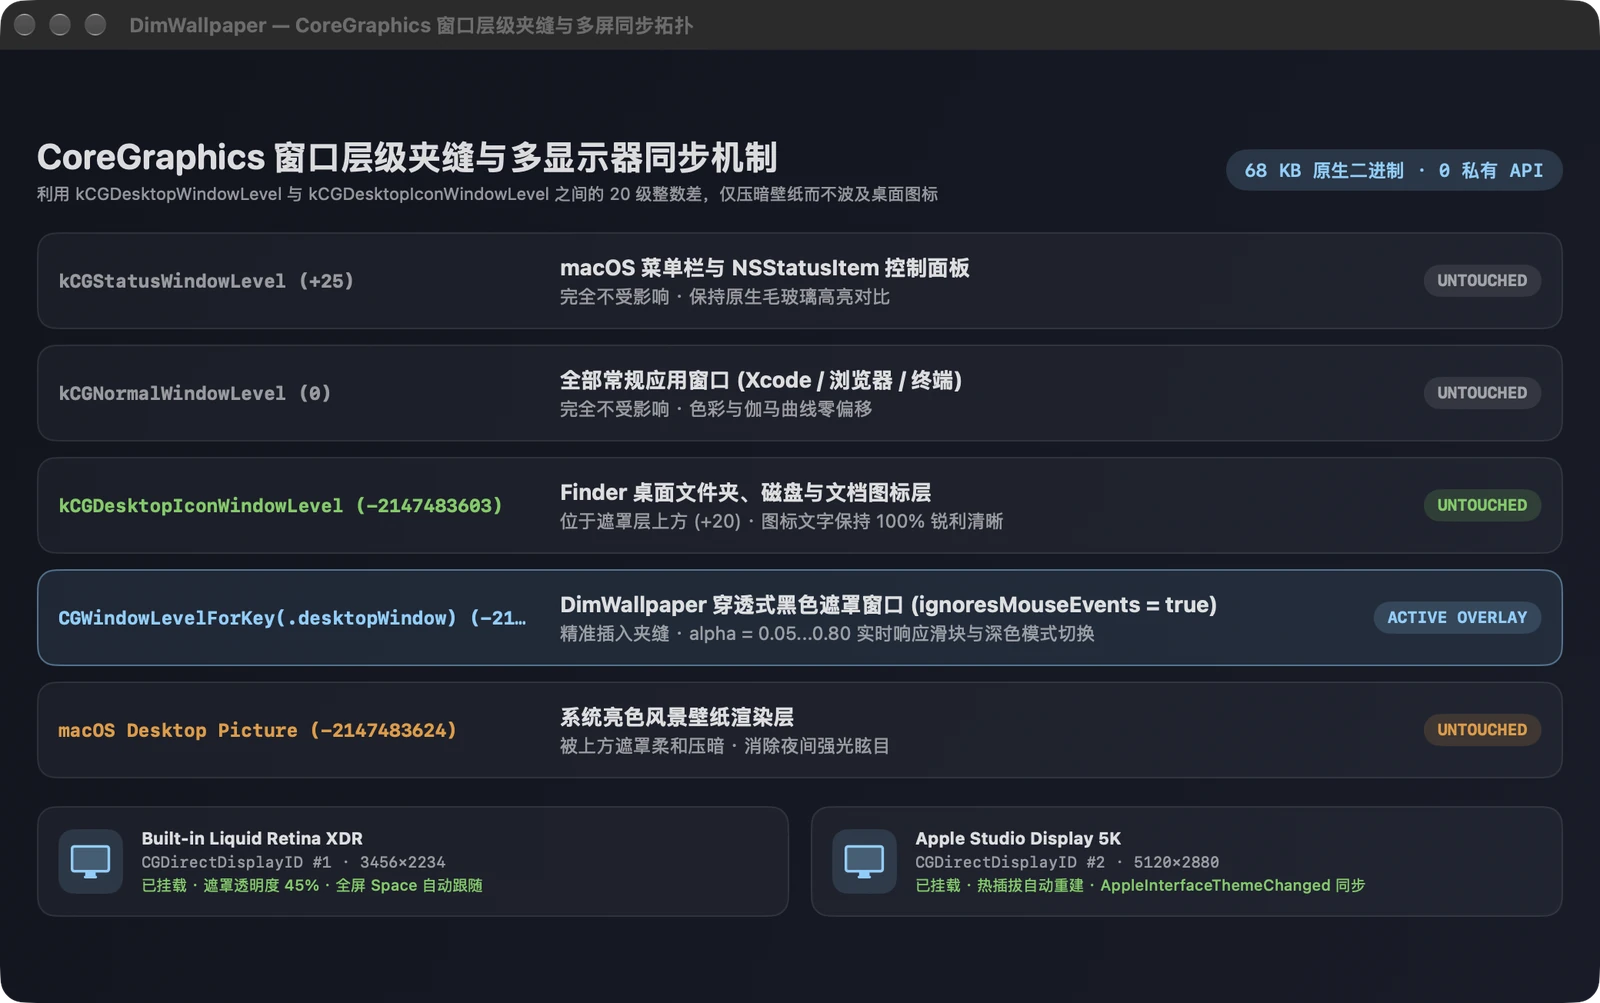 DimWallpaper — CoreGraphics 窗口层级夹缝与多屏同步拓扑
CoreGraphics 窗口层级夹缝与多显示器同步机制
利用 kCGDesktopWindowLevel 与 kCGDesktopIconWindowLevel 之间的 20 级整数差，仅压暗壁纸而不波及桌面图标
68 KB 原生二进制 · 0 私有 API
kCGStatusWindowLevel (+25)
macOS 菜单栏与 NSStatusItem 控制面板
完全不受影响 · 保持原生毛玻璃高亮对比
UNTOUCHED
kCGNormalWindowLevel (0)
全部常规应用窗口 (Xcode / 浏览器 / 终端)
完全不受影响 · 色彩与伽马曲线零偏移
UNTOUCHED
kCGDesktopIconWindowLevel (-2147483603)
Finder 桌面文件夹、磁盘与文档图标层
位于遮罩层上方 (+20) · 图标文字保持 100% 锐利清晰
UNTOUCHED
CGWindowLevelForKey(.desktopWindow) (-21…
DimWallpaper 穿透式黑色遮罩窗口 (ignoresMouseEvents = true)
精准插入夹缝 · alpha = 0.05...0.80 实时响应滑块与深色模式切换
ACTIVE OVERLAY
macOS Desktop Picture (-2147483624)
系统亮色风景壁纸渲染层
被上方遮罩柔和压暗 · 消除夜间强光眩目
UNTOUCHED
Built-in Liquid Retina XDR
CGDirectDisplayID #1 · 3456×2234
已挂载 · 遮罩透明度 45% · 全屏 Space 自动跟随
Apple Studio Display 5K
CGDirectDisplayID #2 · 5120×2880
已挂载 · 热插拔自动重建 · AppleInterfaceThemeChanged 同步